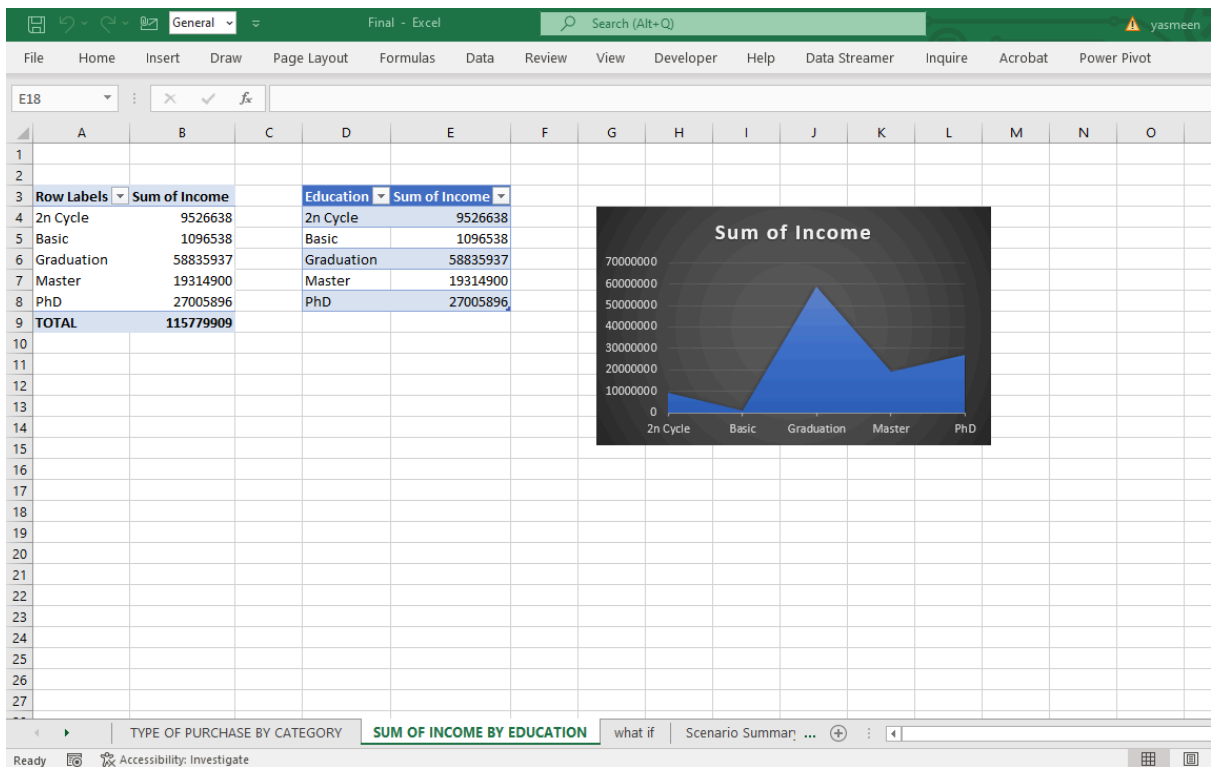 General Final - Excel Search (Alt+Q) yasmeen
File Home Insert Draw Page Layout Formulas Data Review View Developer Help Data Streamer Inquire Acrobat Power Pivot
E18 fx
A B C D E F G H I J K L M N O
1
2
3 Row Labels Sum of Income Education Sum of Income
4 2n Cycle 9526638 2n Cycle 9526638
5 Basic 1096538 Basic 1096538
6 Graduation 58835937 Graduation 58835937
7 Master 19314900 Master 19314900
8 PhD 27005896 PhD 27005896
9 TOTAL 115779909
10
11
12
13
14
15
16
17
18
19
20
21
22
23
24
25
26
27
Sum of Income
70000000
60000000
50000000
40000000
30000000
20000000
10000000
0
2n Cycle Basic Graduation Master PhD
TYPE OF PURCHASE BY CATEGORY SUM OF INCOME BY EDUCATION what if Scenario Summar ...
Ready Accessibility: Investigate